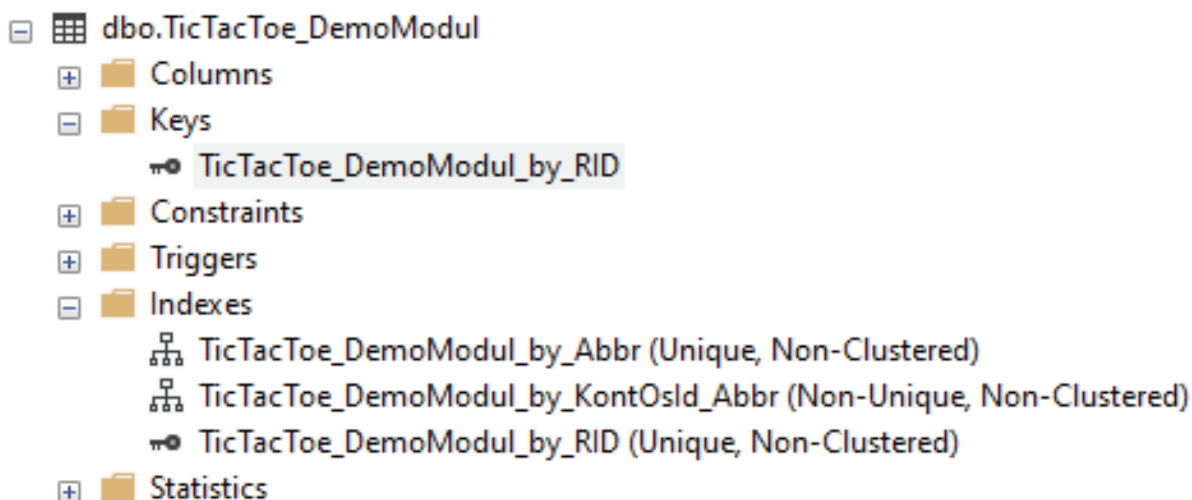 dbo.TicTacToe_DemoModul
Columns
Keys
TicTacToe_DemoModul_by_RID
Constraints
Triggers
Indexes
TicTacToe_DemoModul_by_Abbr (Unique, Non-Clustered)
TicTacToe_DemoModul_by_KontOsId_Abbr (Non-Unique, Non-Clustered)
TicTacToe_DemoModul_by_RID (Unique, Non-Clustered)
Statistics